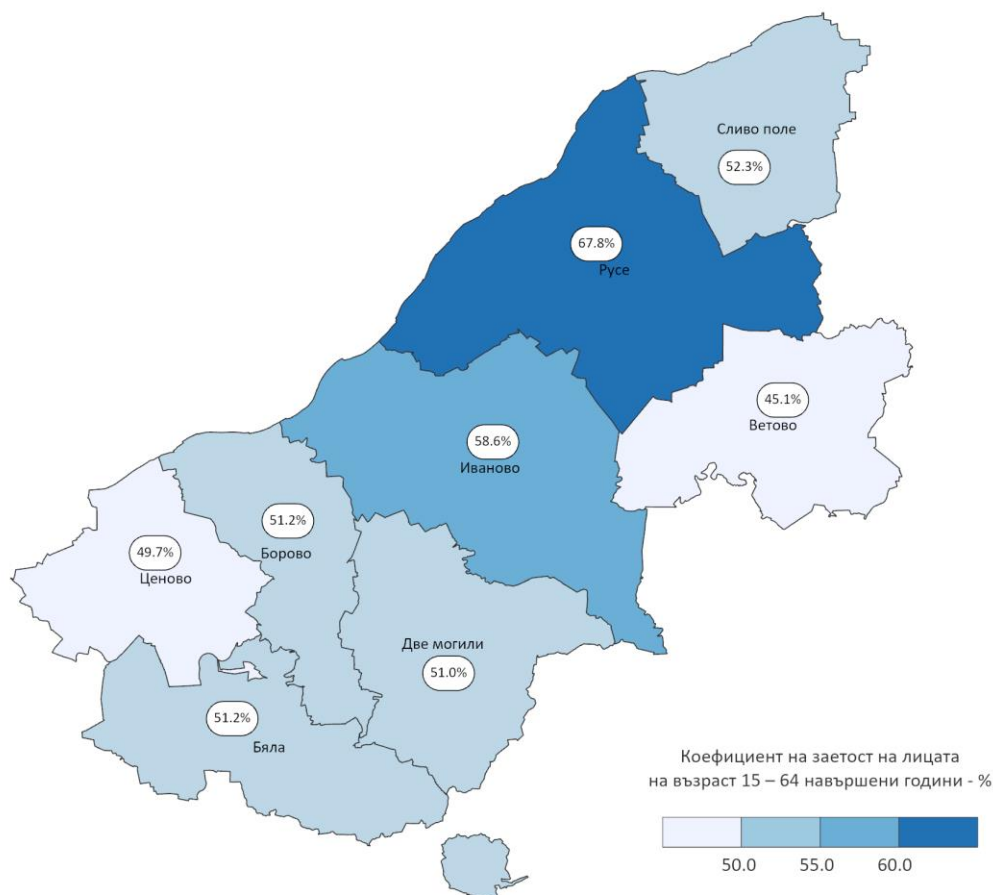 Сливо поле
52.3%
67.8%
Русе
45.1%
Ветово
58.6%
Иваново
51.2%
Борово
49.7%
Ценово
Две могили
51.0%
51.2%
Бяла
Коефициент на заетост на лицата
на възраст 15 – 64 навършени години - %
50.0 55.0 60.0